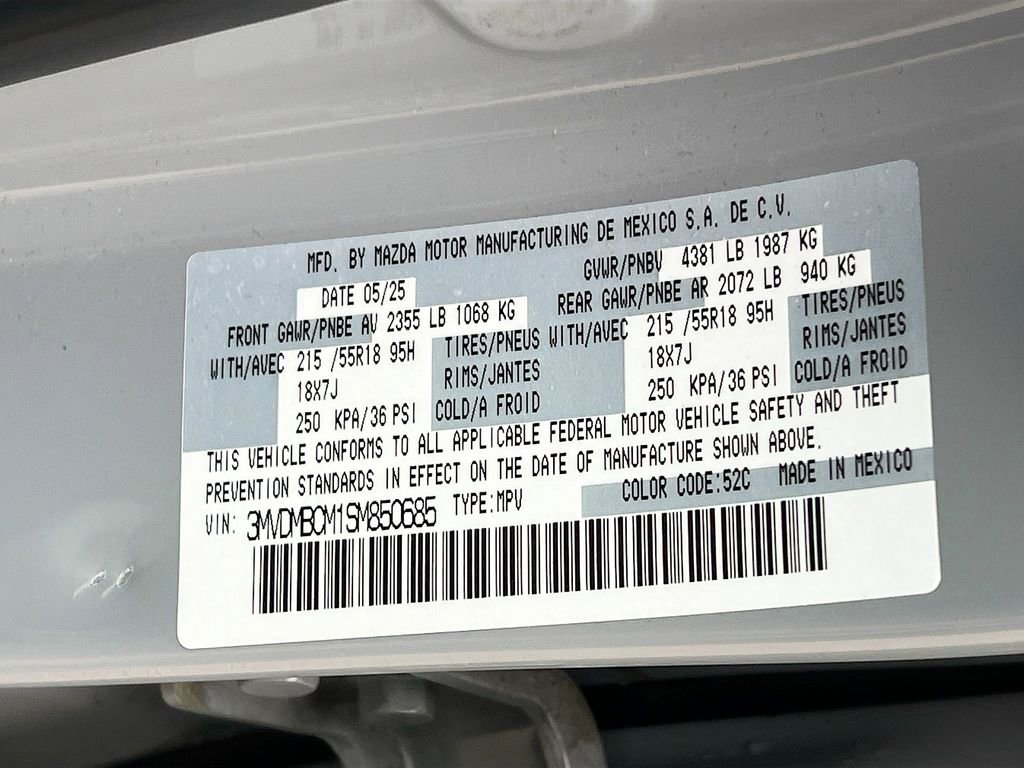 MFD. BY MAZDA MOTOR MANUFACTURING DE MEXICO S.A. DE C.V.
DATE 05/25 GVWR/PNBV 4381 LB 1987 KG
FRONT GAWR/PNBE AV 2355 LB 1068 KG REAR GAWR/PNBE AR 2072 LB 940 KG
WITH/AVEC 215 /55R18 95H TIRES/PNEUS WITH/AVEC 215 /55R18 95H TIRES/PNEUS
18X7J RIMS/JANTES 18X7J RIMS/JANTES
250 KPA/36 PSI COLD/A FROID 250 KPA/36 PSI COLD/A FROID
THIS VEHICLE CONFORMS TO ALL APPLICABLE FEDERAL MOTOR VEHICLE SAFETY AND THEFT
PREVENTION STANDARDS IN EFFECT ON THE DATE OF MANUFACTURE SHOWN ABOVE.
VIN: 3MVDMBCM1SM850685 TYPE:MPV COLOR CODE:52C MADE IN MEXICO